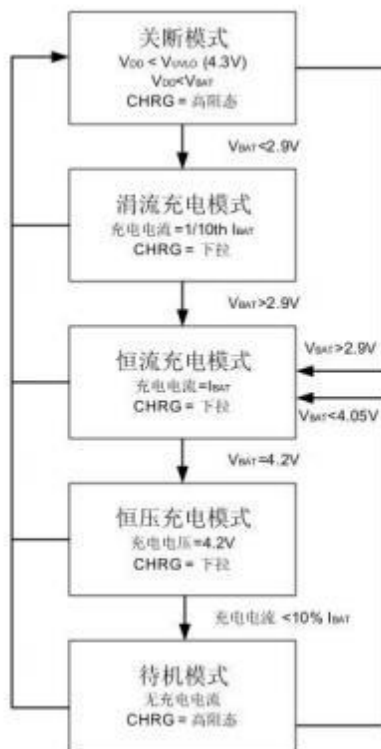 关断模式
VDD < VUVLO (4.3V)
VDD<VBAT
CHRG = 高阻态
VBAT<2.9V
涓流充电模式
充电电流=1/10th IBAT
CHRG = 下拉
VBAT>2.9V
恒流充电模式
充电电流=IBAT
CHRG = 下拉
VBAT>2.9V
VBAT<4.05V
VBAT=4.2V
恒压充电模式
充电电压=4.2V
CHRG = 下拉
充电电流 <10% IBAT
待机模式
无充电电流
CHRG = 高阻态